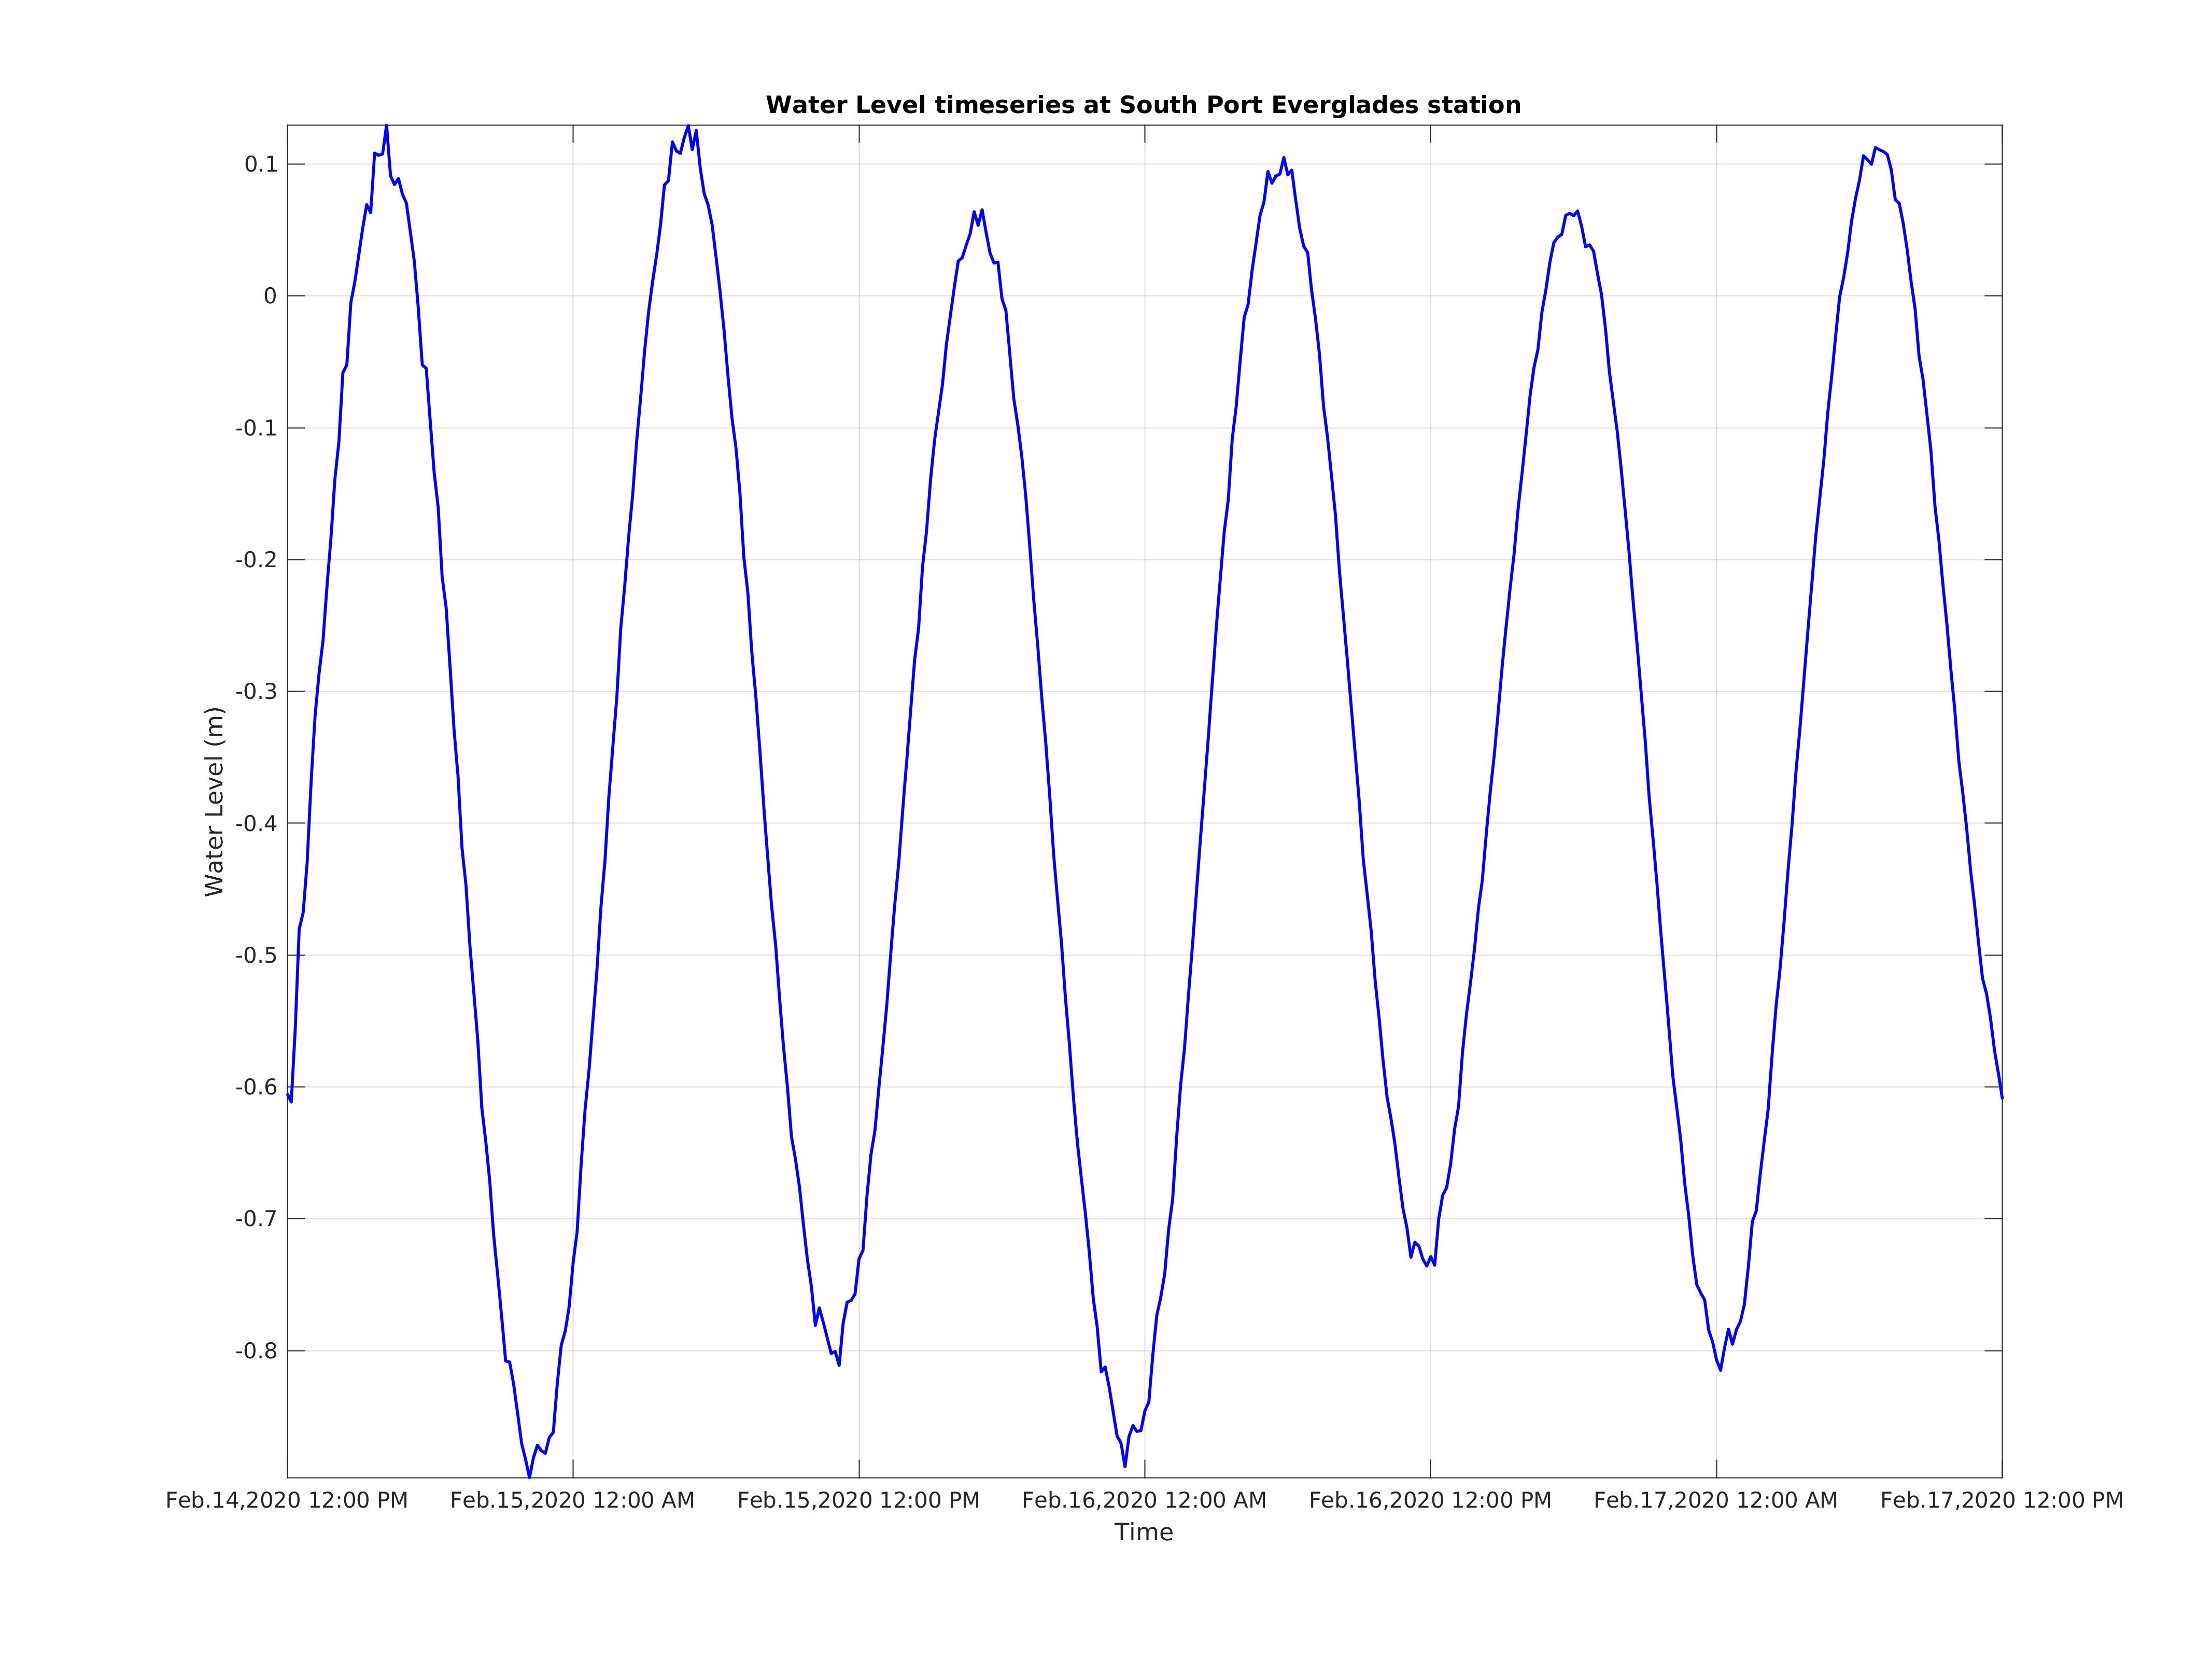 Water Level timeseries at South Port Everglades station
0.1
0
-0.1
-0.2
-0.3
-0.4
-0.5
-0.6
-0.7
-0.8
Water Level (m)
Feb.14,2020 12:00 PM Feb.15,2020 12:00 AM Feb.15,2020 12:00 PM Feb.16,2020 12:00 AM Feb.16,2020 12:00 PM Feb.17,2020 12:00 AM Feb.17,2020 12:00 PM
Time